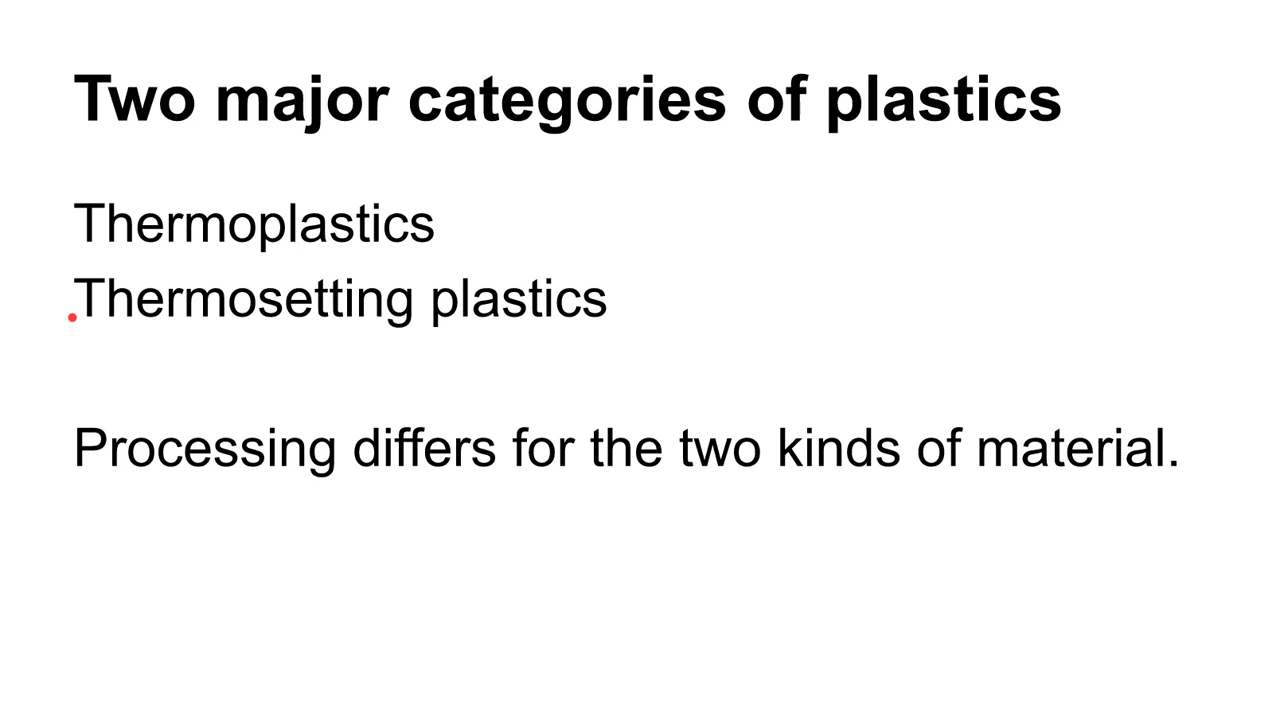 Two major categories of plastics
Thermoplastics
Thermosetting plastics
Processing differs for the two kinds of material.